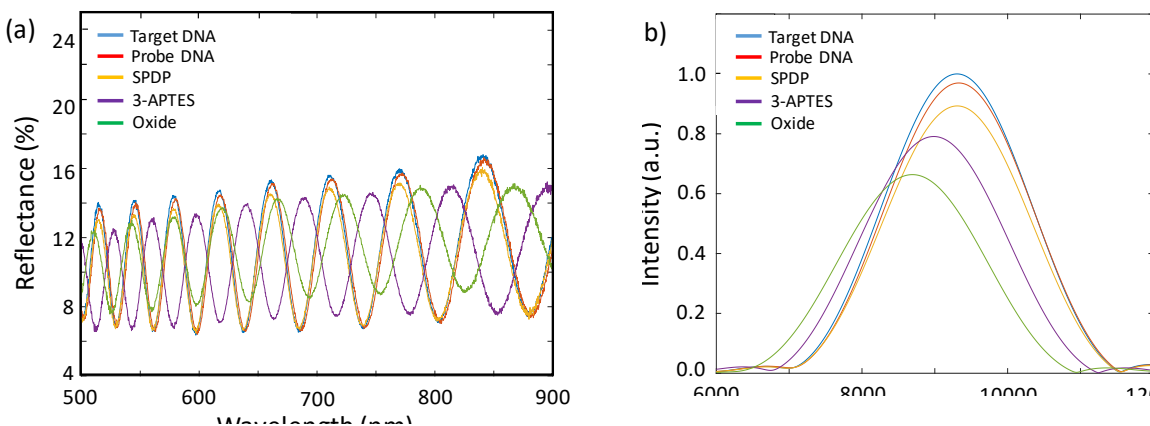 (a)
24
20
16
12
8
4
Reflectance (%)
Target DNA
Probe DNA
SPDP
3-APTES
Oxide
500
600
700
800
900
Wavelength (nm)
b)
1.0
0.8
0.6
0.4
0.2
0.0
Intensity (a.u.)
Target DNA
Probe DNA
SPDP
3-APTES
Oxide
6000
8000
10000